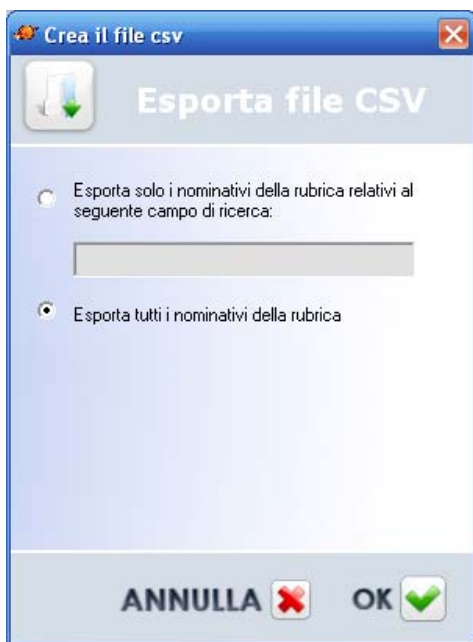 Crea il file csv
Esporta file CSV
Esporta solo i nominativi della rubrica relativi al
seguente campo di ricerca:
Esporta tutti i nominativi della rubrica
ANNULLA OK